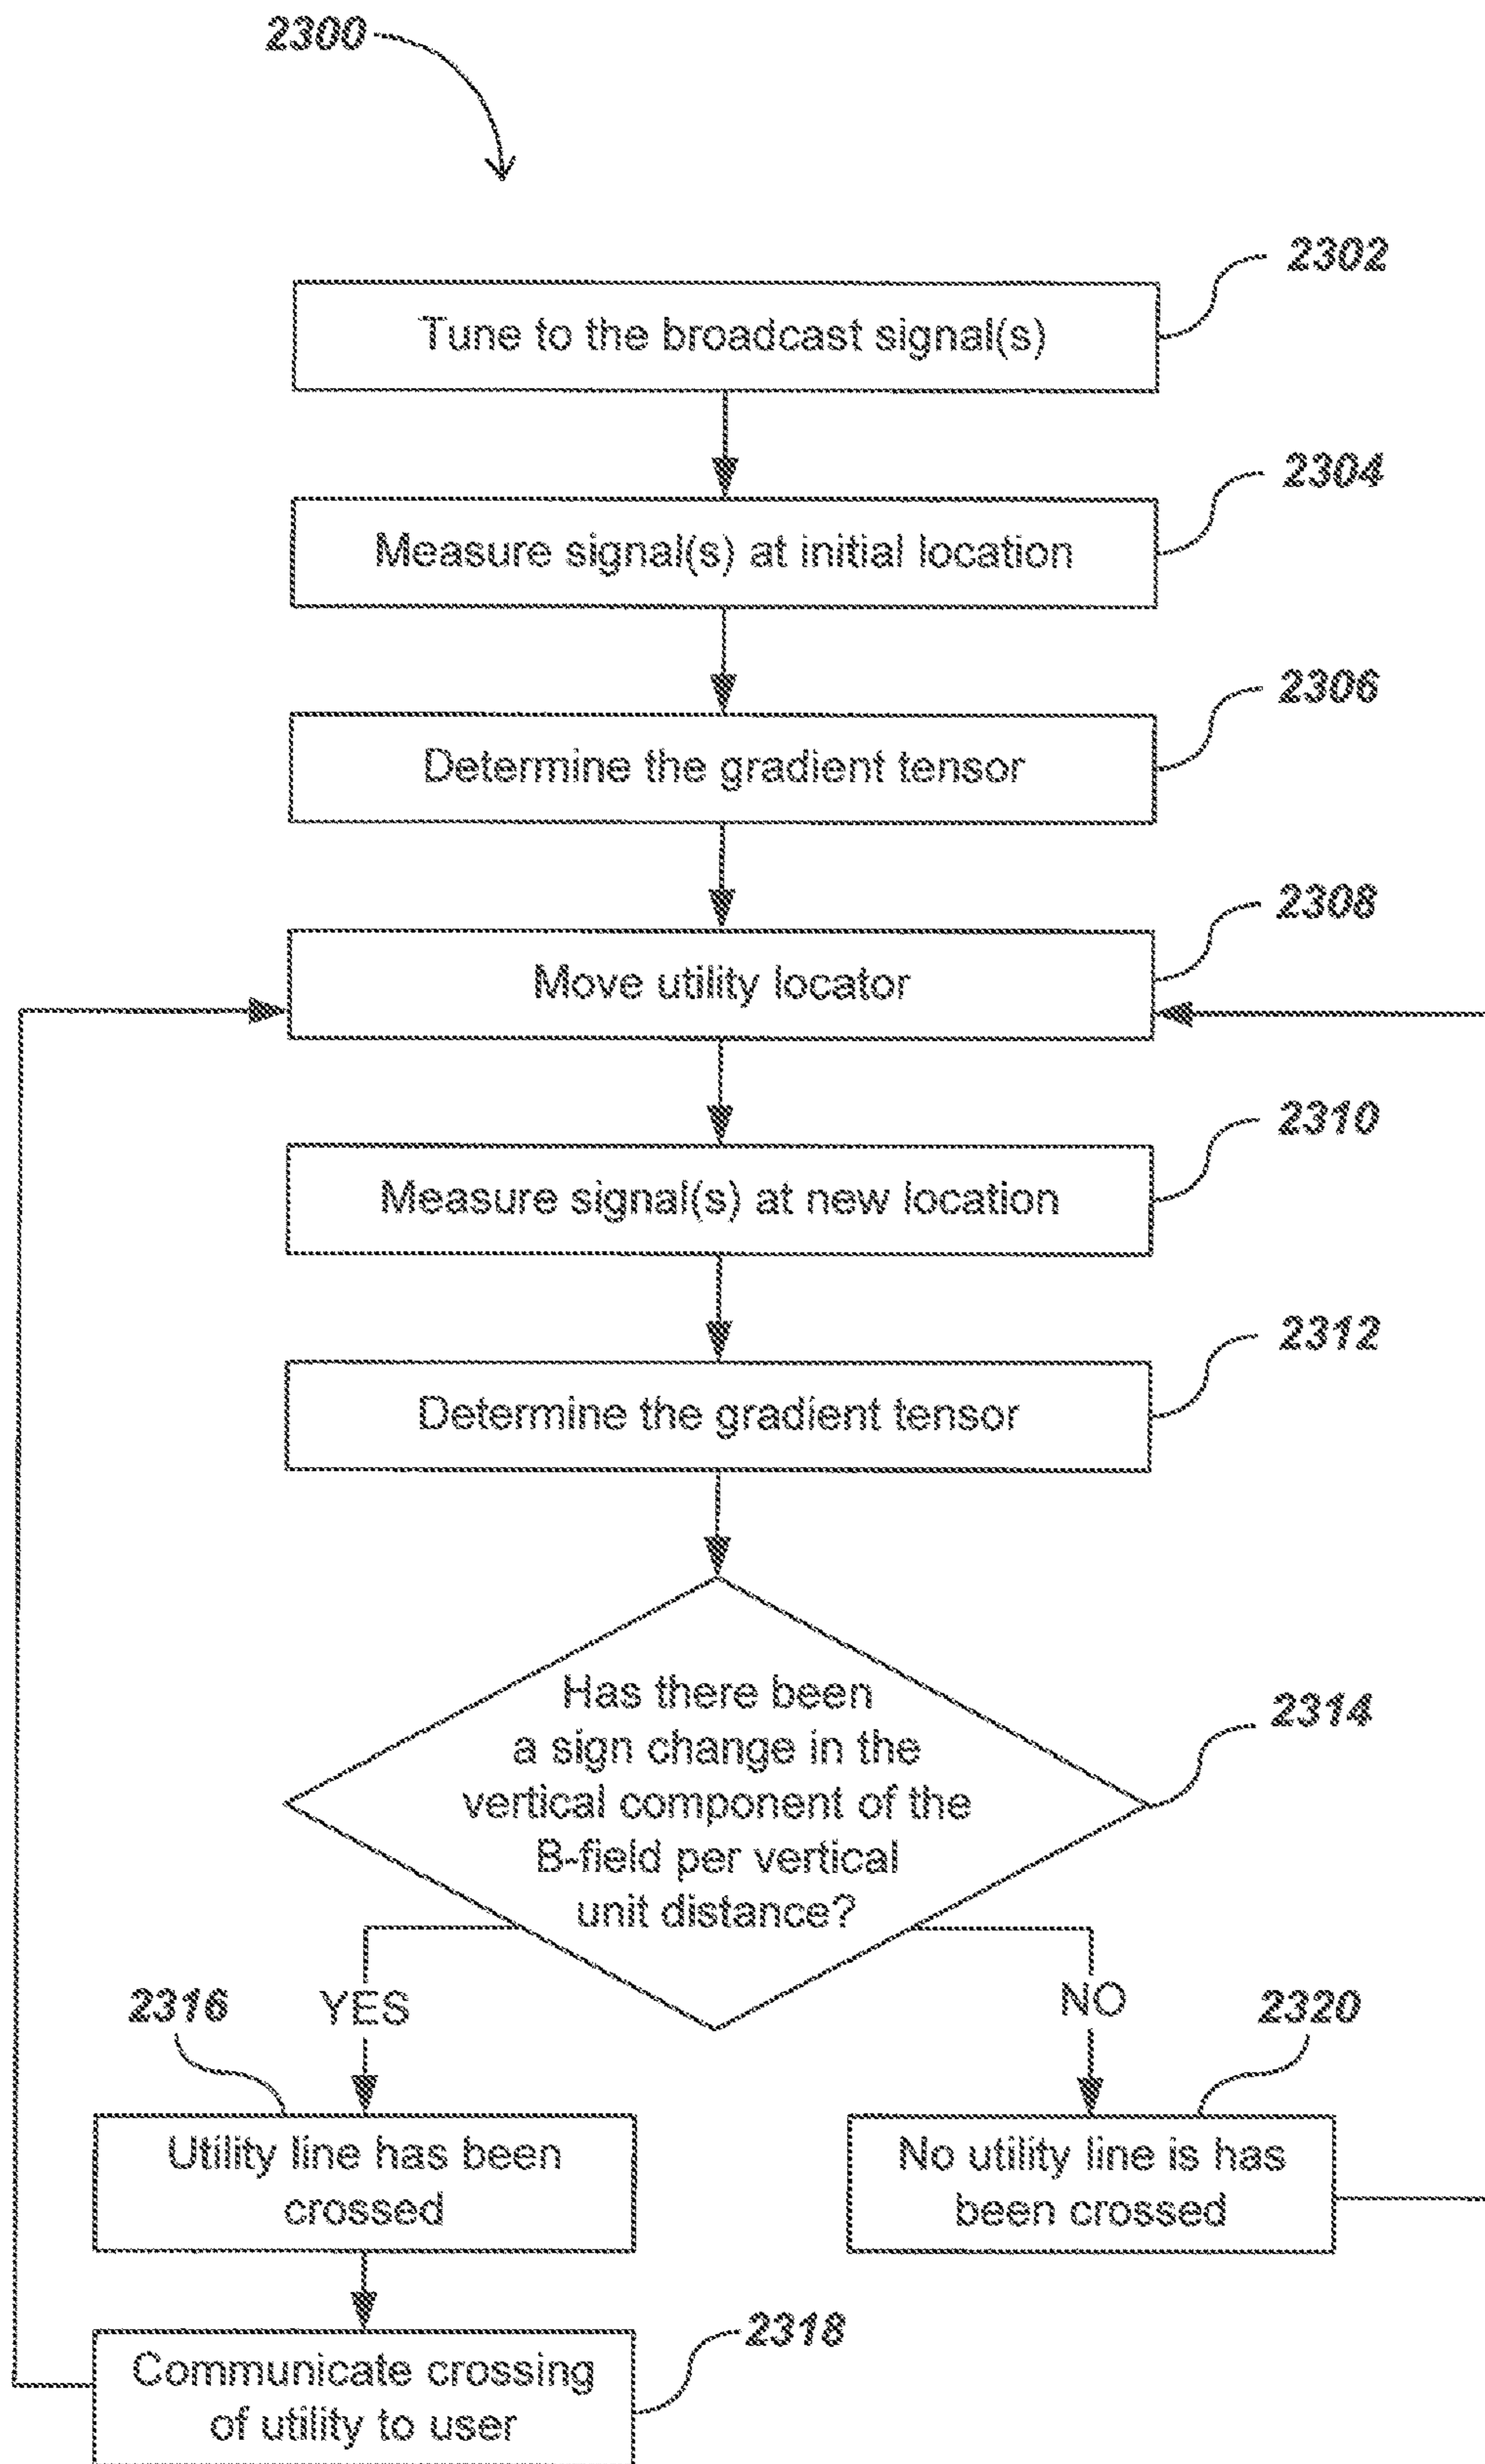 2300
2302
Tune to the broadcast signal(s)
2304
Measure signal(s) at initial location
2306
Determine the gradient tensor
2308
Move utility locator
2310
Measure signal(s) at new location
2312
Determine the gradient tensor
Has there been
a sign change in the
vertical component of the
B-field per vertical
unit distance?
2314
2316
YES
NO
2320
Utility line has been
crossed
No utility line is has
been crossed
2318
Communicate crossing
of utility to user